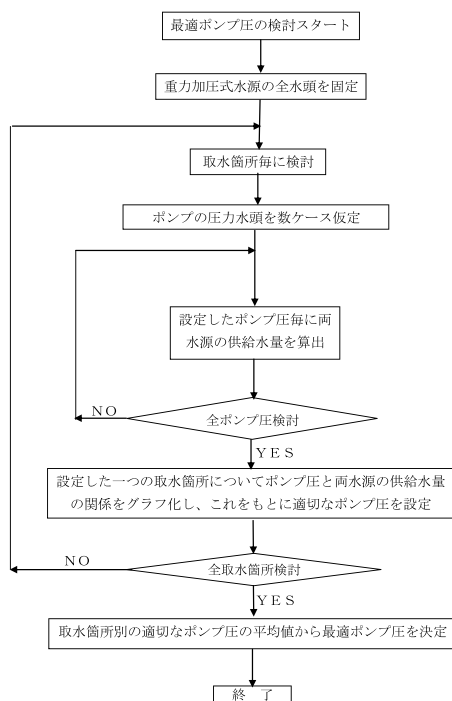 最適ポンプ圧の検討スタート
重力加圧式水源の全水頭を固定
取水箇所毎に検討
ポンプの圧力水頭を数ケース仮定
設定したポンプ圧毎に両
水源の供給水量を算出
NO
全ポンプ圧検討
YES
設定した一つの取水箇所についてポンプ圧と両水源の供給水量
の関係をグラフ化し、これをもとに適切なポンプ圧を設定
NO
全取水箇所検討
YES
取水箇所別の適切なポンプ圧の平均値から最適ポンプ圧を決定
終 了